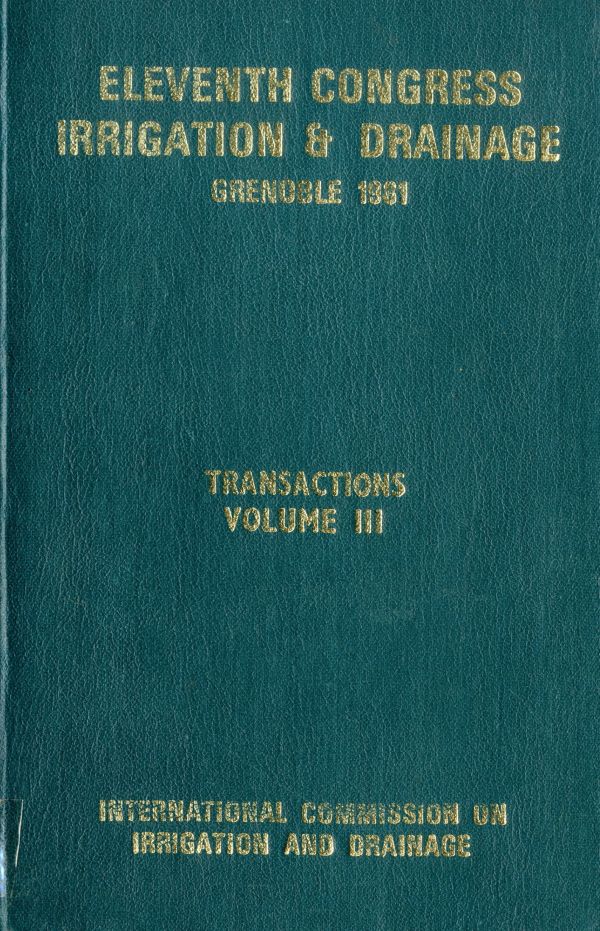 ELEVENTH CONGRESS
IRRIGATION & DRAINAGE
GRENOBLE 1981
TRANSACTIONS
VOLUME III
INTERNATIONAL COMMISSION ON
IRRIGATION AND DRAINAGE